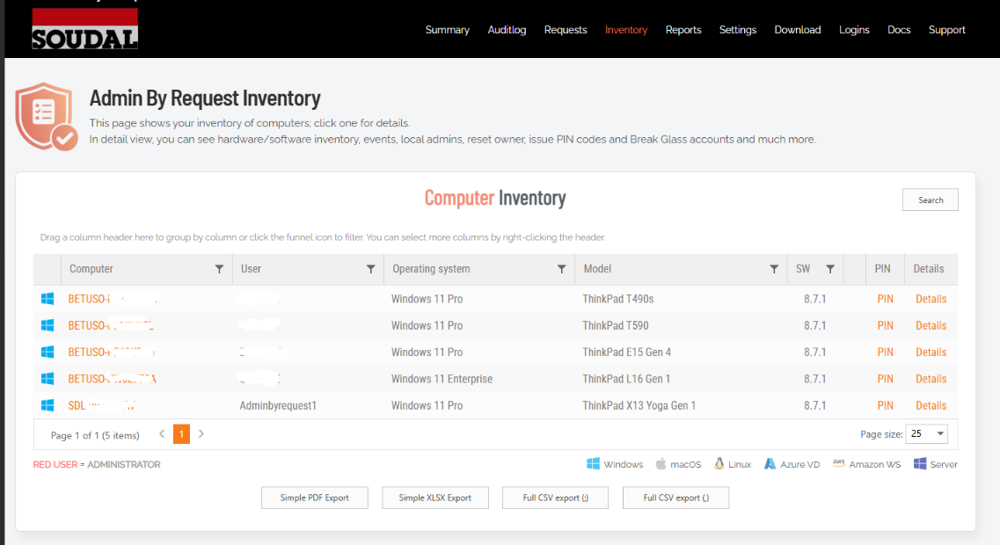 SOUDAL
Summary Auditlog Requests Inventory Reports Settings Download Logins Docs Support
Admin By Request Inventory
This page shows your inventory of computers; click one for details.
In detail view, you can see hardware/software inventory, events, local admins, reset owner, issue PIN codes and Break Glass accounts and much more.
Computer Inventory
Search
Drag a column header here to group by column or click the funnel icon to filter. You can select more columns by right-clicking the header.
Computer User Operating system Model SW PIN Details
BETUSO- Windows 11 Pro ThinkPad T490s 8.7.1 PIN Details
BETUSO- Windows 11 Pro ThinkPad T590 8.7.1 PIN Details
BETUSO- Windows 11 Pro ThinkPad E15 Gen 4 8.7.1 PIN Details
BETUSO- Windows 11 Enterprise ThinkPad L16 Gen 1 8.7.1 PIN Details
SDL Adminbyrequest1 Windows 11 Pro ThinkPad X13 Yoga Gen 1 8.7.1 PIN Details
Page 1 of 1 (5 items) 1 Page size: 25
RED USER = ADMINISTRATOR Windows macOS Linux Azure VD aws Amazon WS Server
Simple PDF Export Simple XLSX Export Full CSV export (;) Full CSV export (,)